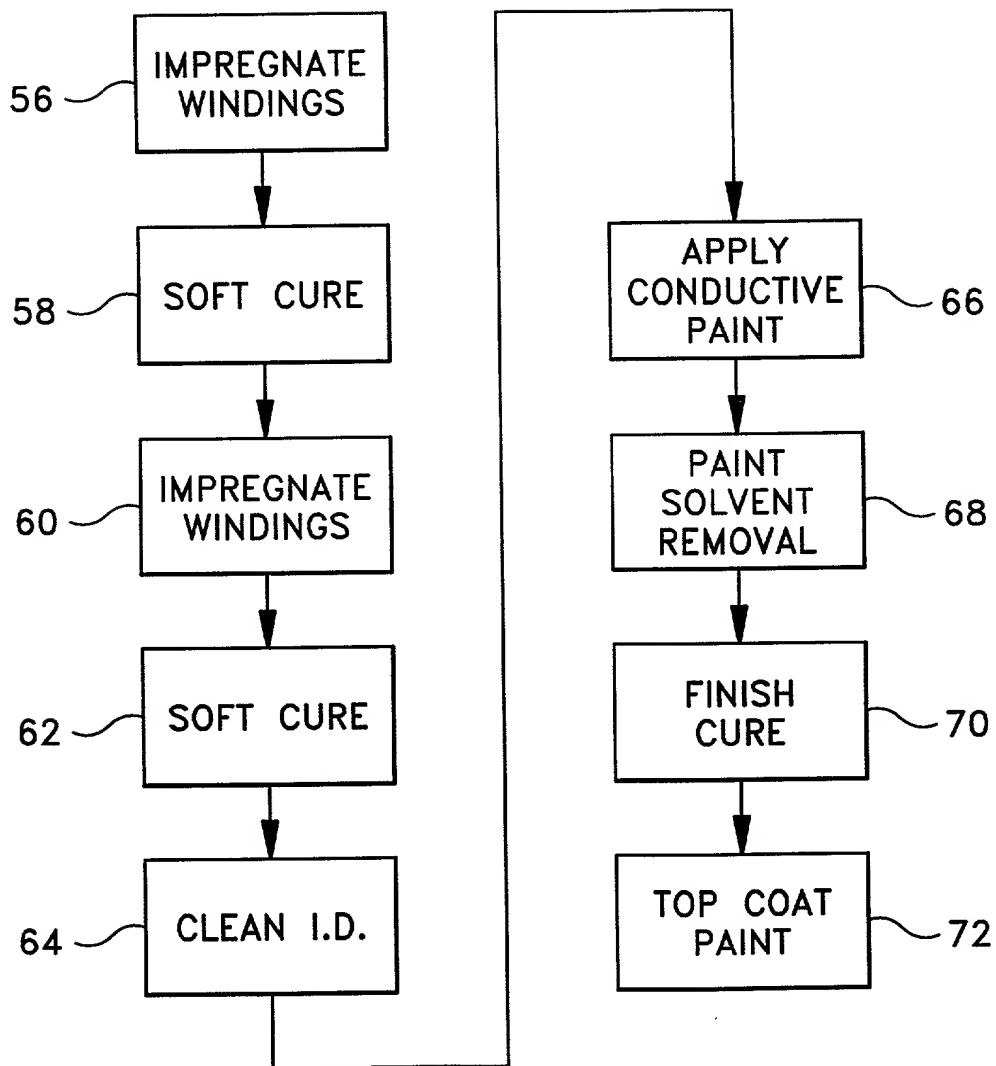 56
IMPREGNATE
WINDINGS
58
SOFT CURE
60
IMPREGNATE
WINDINGS
62
SOFT CURE
64
CLEAN I.D.
APPLY
CONDUCTIVE
PAINT
66
PAINT
SOLVENT
REMOVAL
68
FINISH
CURE
70
TOP COAT
PAINT
72